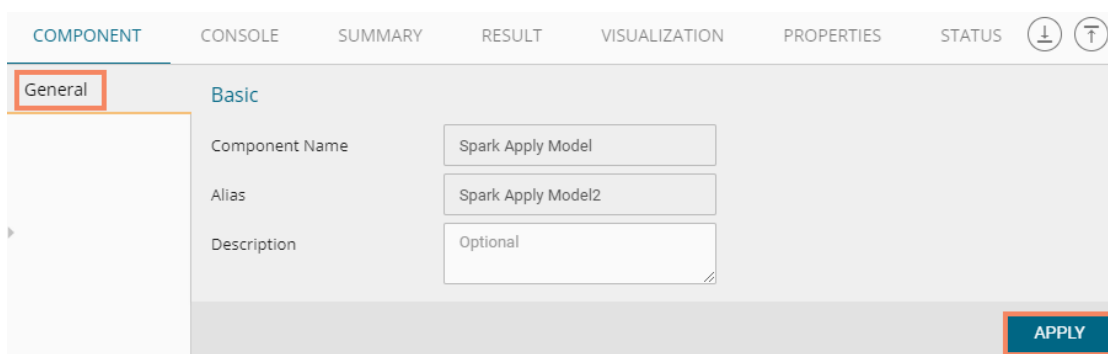 COMPONENT CONSOLE SUMMARY RESULT VISUALIZATION PROPERTIES STATUS
General
Basic
Component Name Spark Apply Model
Alias Spark Apply Model2
Description Optional
APPLY